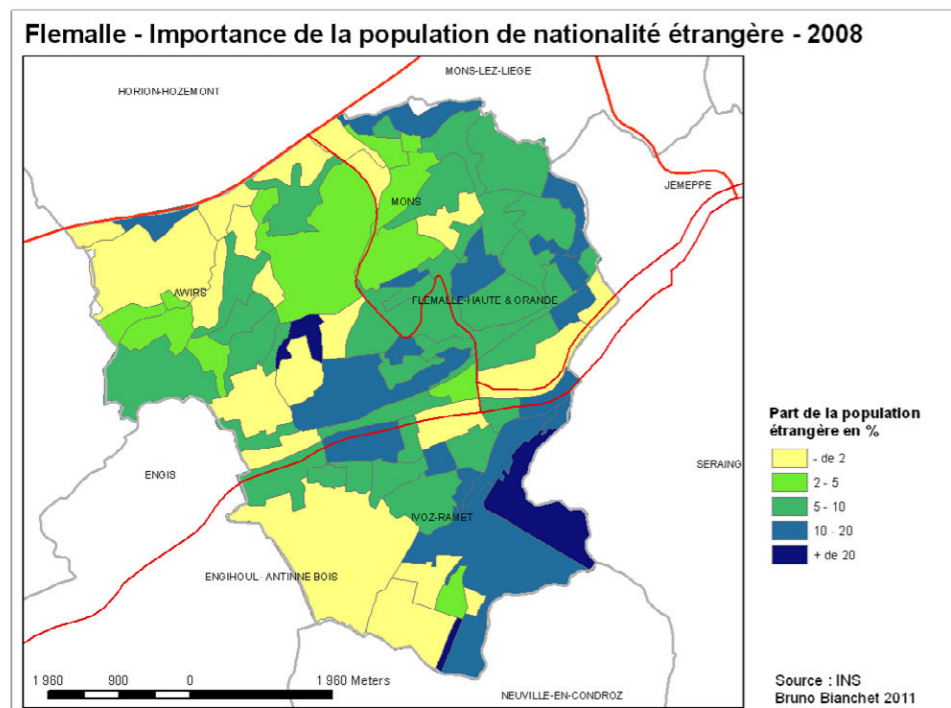 Flemalle - Importance de la population de nationalité étrangère - 2008
MONS-LEZ-LIEGE
HORION-HOZEMONT
JEMEPPE
MONS
AWIRS
FLEMALLE-HAUTE & GRANDE
Part de la population
étrangère en %
- de 2
2 - 5
5 - 10
10 - 20
+ de 20
SERAING
ENGIS
IVOZ-RAMET
ENGIHOUL - ANTINNE BOIS
1 960 900 0 1 960 Meters
NEUVILLE-EN-CONDROZ
Source : INS
Bruno Bianchet 2011